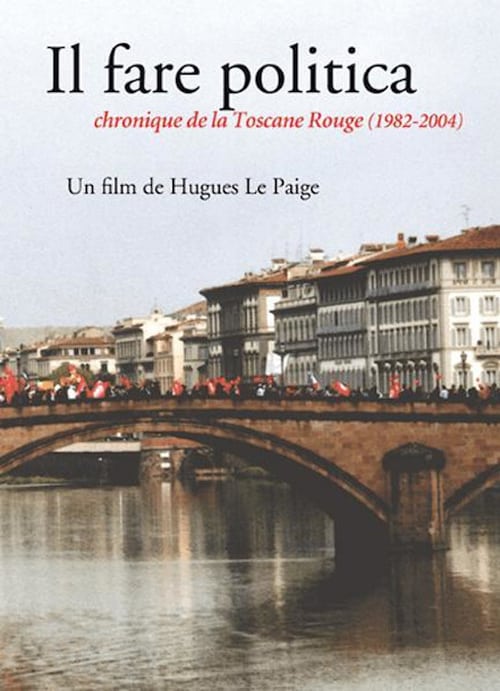 Il fare politica
chronique de la Toscane Rouge (1982-2004)
Un film de Hugues Le Paige